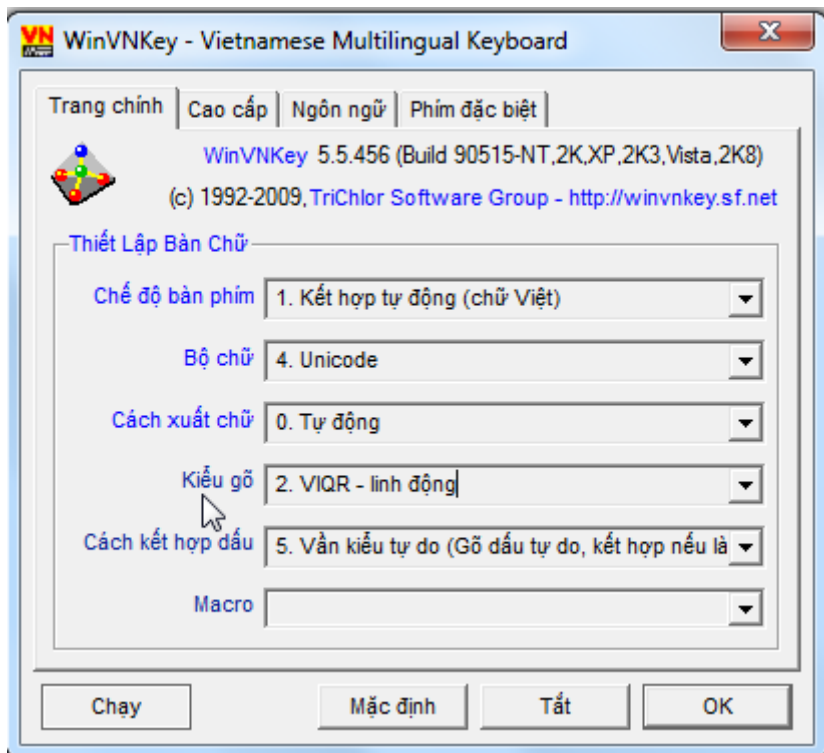 VN
WinVNKey - Vietnamese Multilingual Keyboard
Trang chính Cao cấp Ngôn ngữ Phím đặc biệt
WinVNKey 5.5.456 (Build 90515-NT,2K,XP,2K3,Vista,2K8)
(c) 1992-2009, TriChlor Software Group - http://winvnkey.sf.net
Thiết Lập Bàn Chữ
Chế độ bàn phím 1. Kết hợp tự động (chữ Việt)
Bộ chữ 4. Unicode
Cách xuất chữ 0. Tự động
Kiểu gõ 2. VIQR - linh động
Cách kết hợp dấu 5. Vần kiểu tự do (Gõ dấu tự do, kết hợp nếu là
Macro
Chạy Mặc định Tắt OK